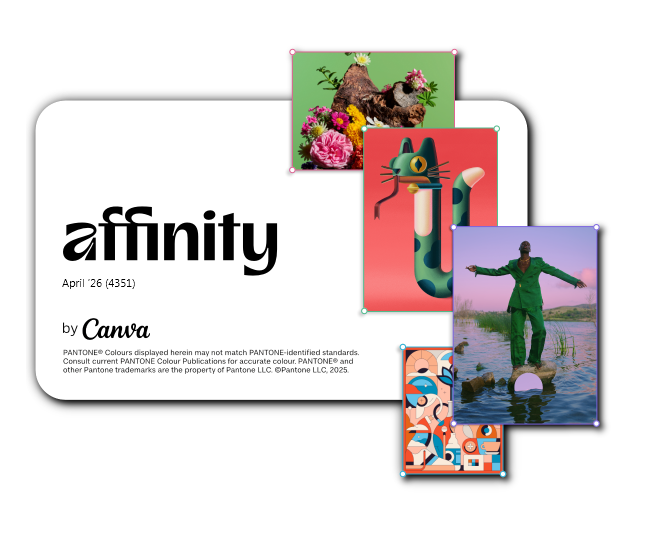 affinity
April '26 (4351)
by Canva
PANTONE® Colours displayed herein may not match PANTONE-identified standards.
Consult current PANTONE Colour Publications for accurate colour. PANTONE® and
other Pantone trademarks are the property of Pantone LLC. ©Pantone LLC, 2025.